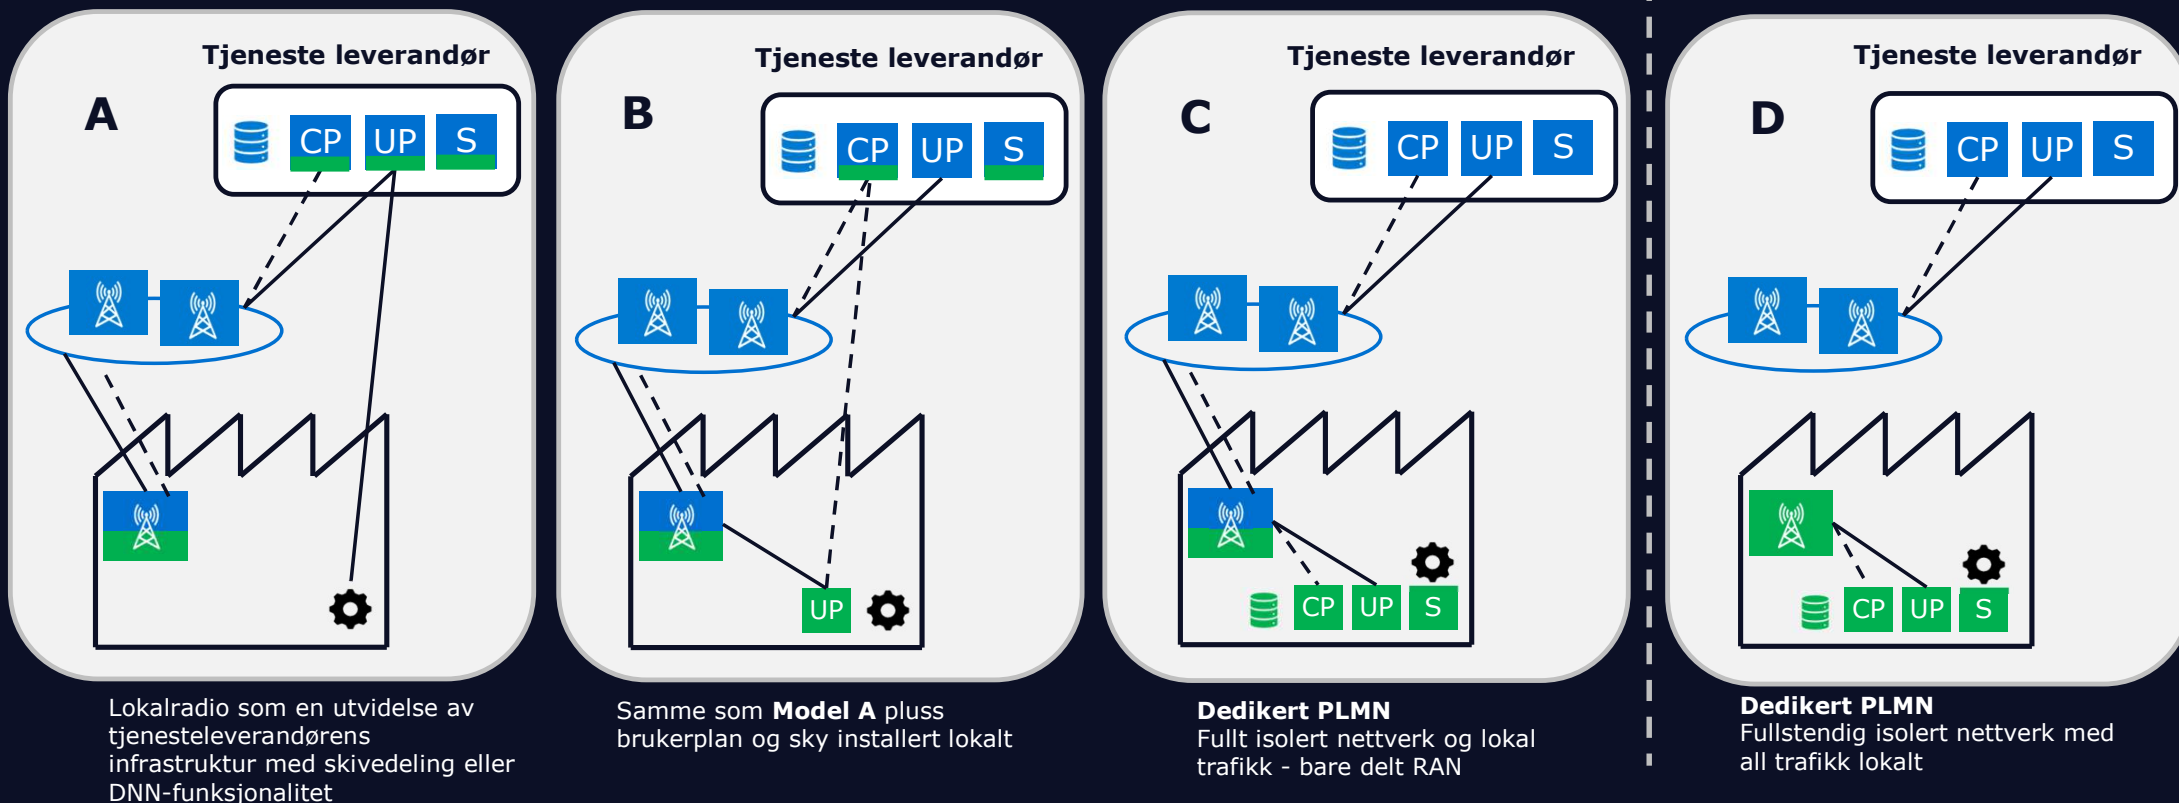 Tjeneste leverandør
A
CP UP S
Lokalradio som en utvidelse av
tjenesteleverandørens
infrastruktur med skivedeling eller
DNN-funksjonalitet
Tjeneste leverandør
B
CP UP S
UP
Samme som Model A pluss
brukerplan og sky installert lokalt
Tjeneste leverandør
C
CP UP S
CP UP S
Dedikert PLMN
Fullt isolert nettverk og lokal
trafikk - bare delt RAN
Tjeneste leverandør
D
CP UP S
CP UP S
Dedikert PLMN
Fullstendig isolert nettverk med
all trafikk lokalt